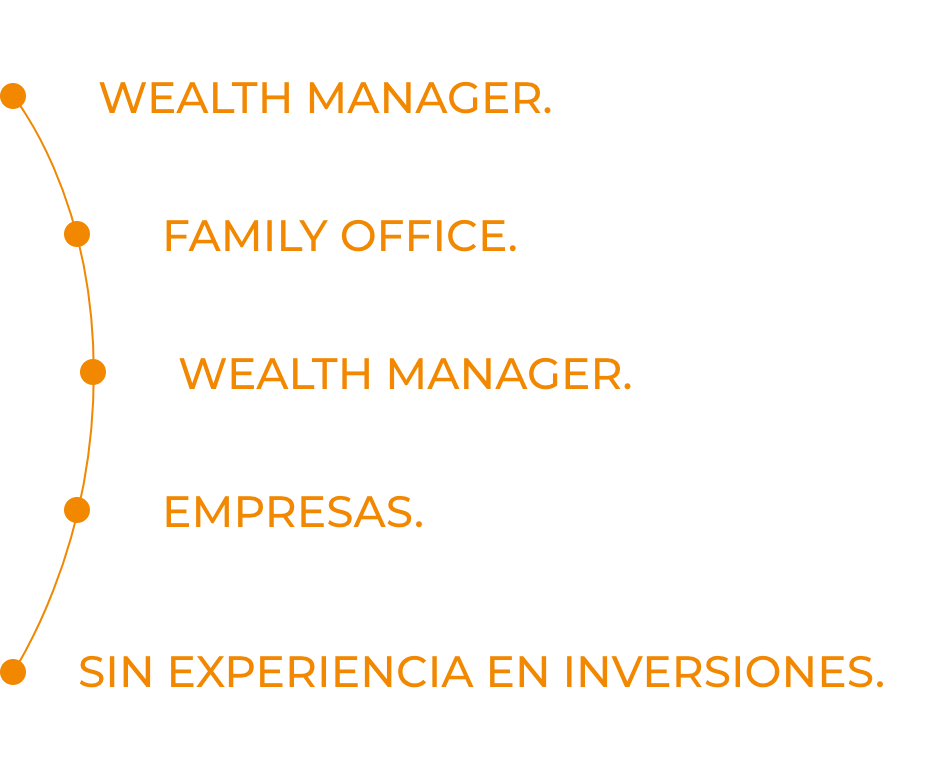 WEALTH MANAGER.
FAMILY OFFICE.
WEALTH MANAGER.
EMPRESAS.
SIN EXPERIENCIA EN INVERSIONES.